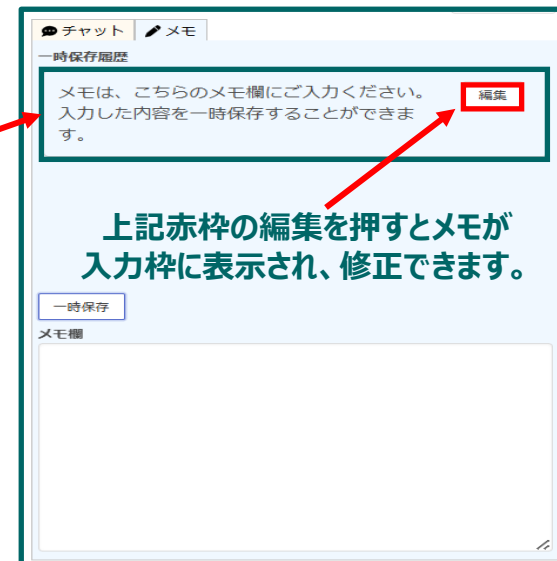 チャット メモ
一時保存履歴
メモは、こちらのメモ欄にご入力ください。 編集
入力した内容を一時保存することができま
す。
上記赤枠の編集を押すとメモが
入力枠に表示され、修正できます。
一時保存
メモ欄